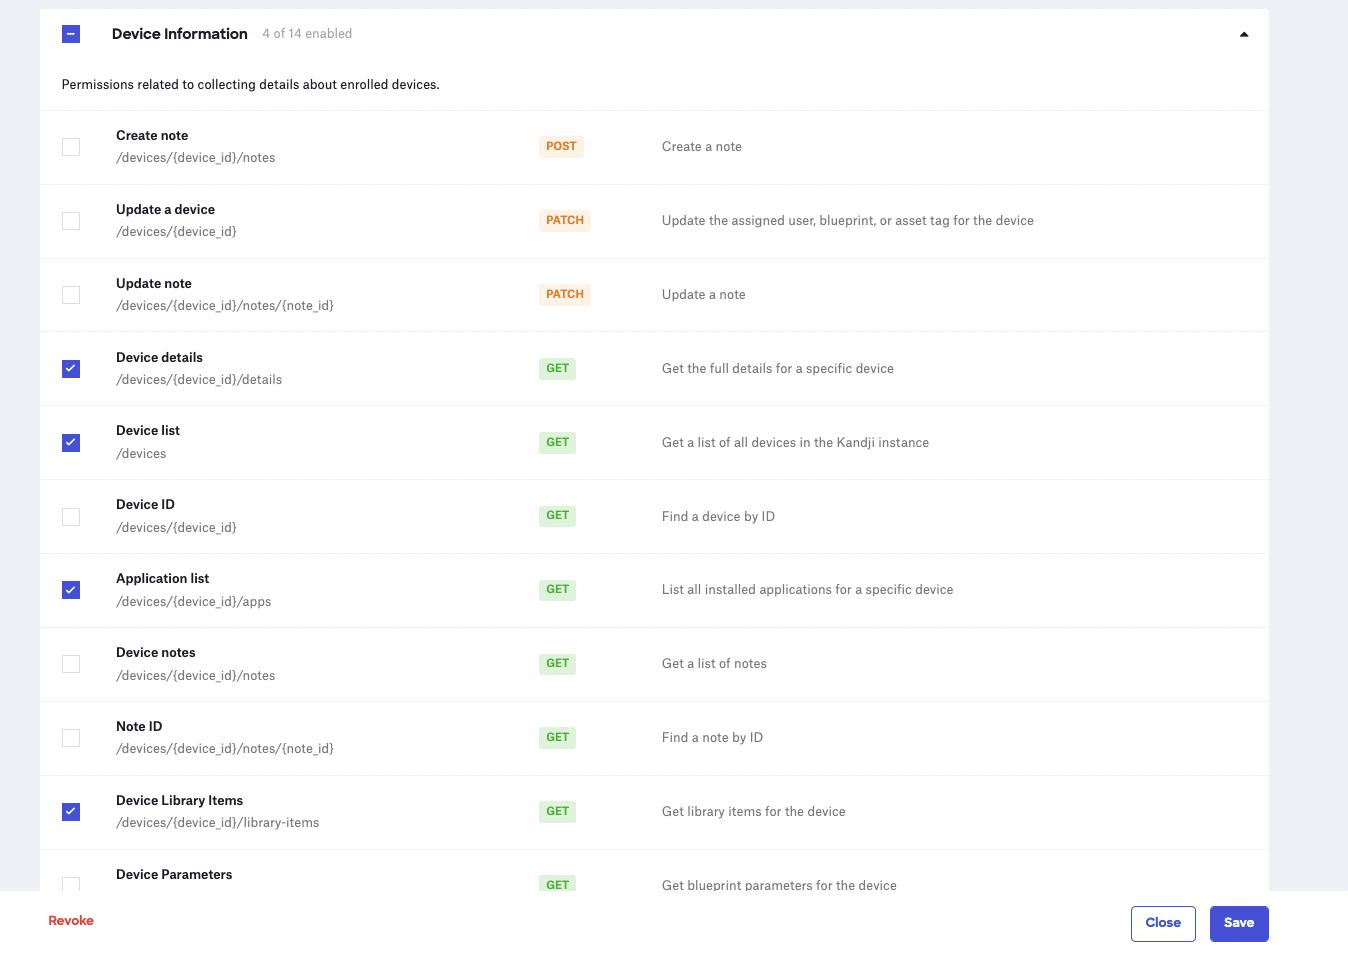 Device Information 4 of 14 enabled
Permissions related to collecting details about enrolled devices.
Create note
/devices/{device_id}/notes
POST
Create a note
Update a device
/devices/{device_id}
PATCH
Update the assigned user, blueprint, or asset tag for the device
Update note
/devices/{device_id}/notes/{note_id}
PATCH
Update a note
Device details
/devices/{device_id}/details
GET
Get the full details for a specific device
Device list
/devices
GET
Get a list of all devices in the Kandji instance
Device ID
/devices/{device_id}
GET
Find a device by ID
Application list
/devices/{device_id}/apps
GET
List all installed applications for a specific device
Device notes
/devices/{device_id}/notes
GET
Get a list of notes
Note ID
/devices/{device_id}/notes/{note_id}
GET
Find a note by ID
Device Library Items
/devices/{device_id}/library-items
GET
Get library items for the device
Device Parameters
GET
Get blueprint parameters for the device
Revoke
Close
Save